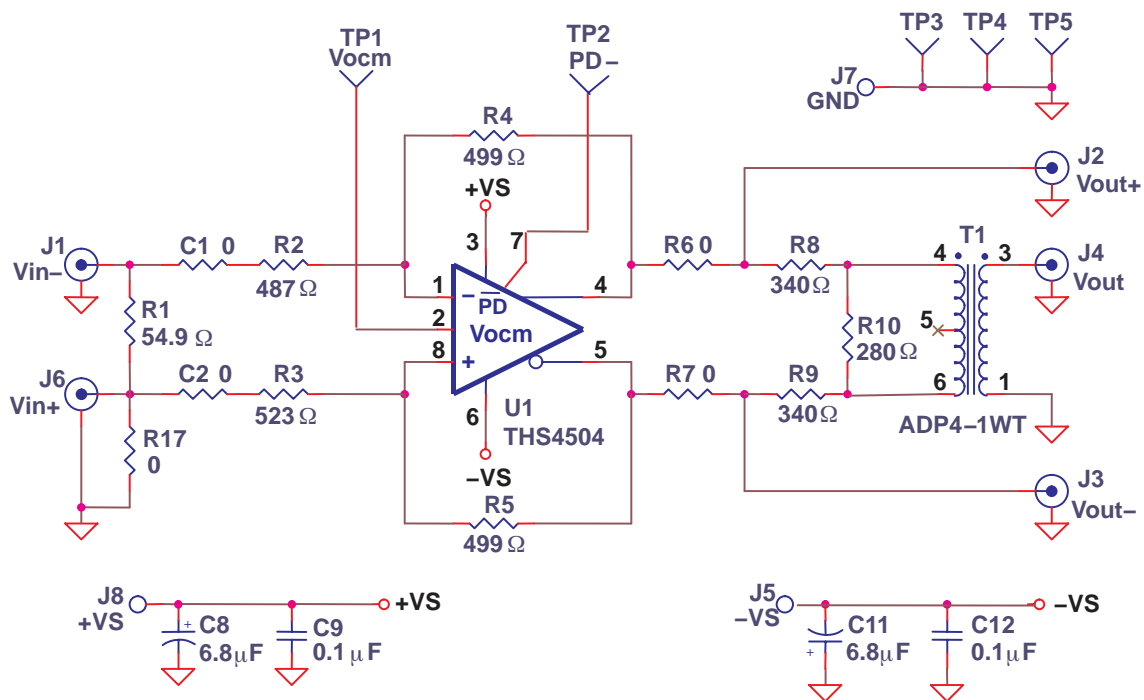 TP1
Vocm
TP2
PD−
TP3 TP4 TP5
J7
GND
R4
499 Ω
+VS
3
7
J2
Vout+
J1
Vin−
C1 0
R2
487 Ω
R6 0
R8
340 Ω
4
T1
3
J4
Vout
R1
54.9 Ω
1
− PD
4
2
Vocm
8
+
5
5
R10
280 Ω
J6
Vin+
C2 0
R3
523 Ω
R7 0
R9
340 Ω
6
1
ADP4−1WT
R17
0
6
U1
THS4504
−VS
R5
499 Ω
J3
Vout−
J8
+VS
+VS
+
C8
6.8 μF
C9
0.1 μF
J5
−VS
−VS
+
C11
6.8 μF
C12
0.1 μF